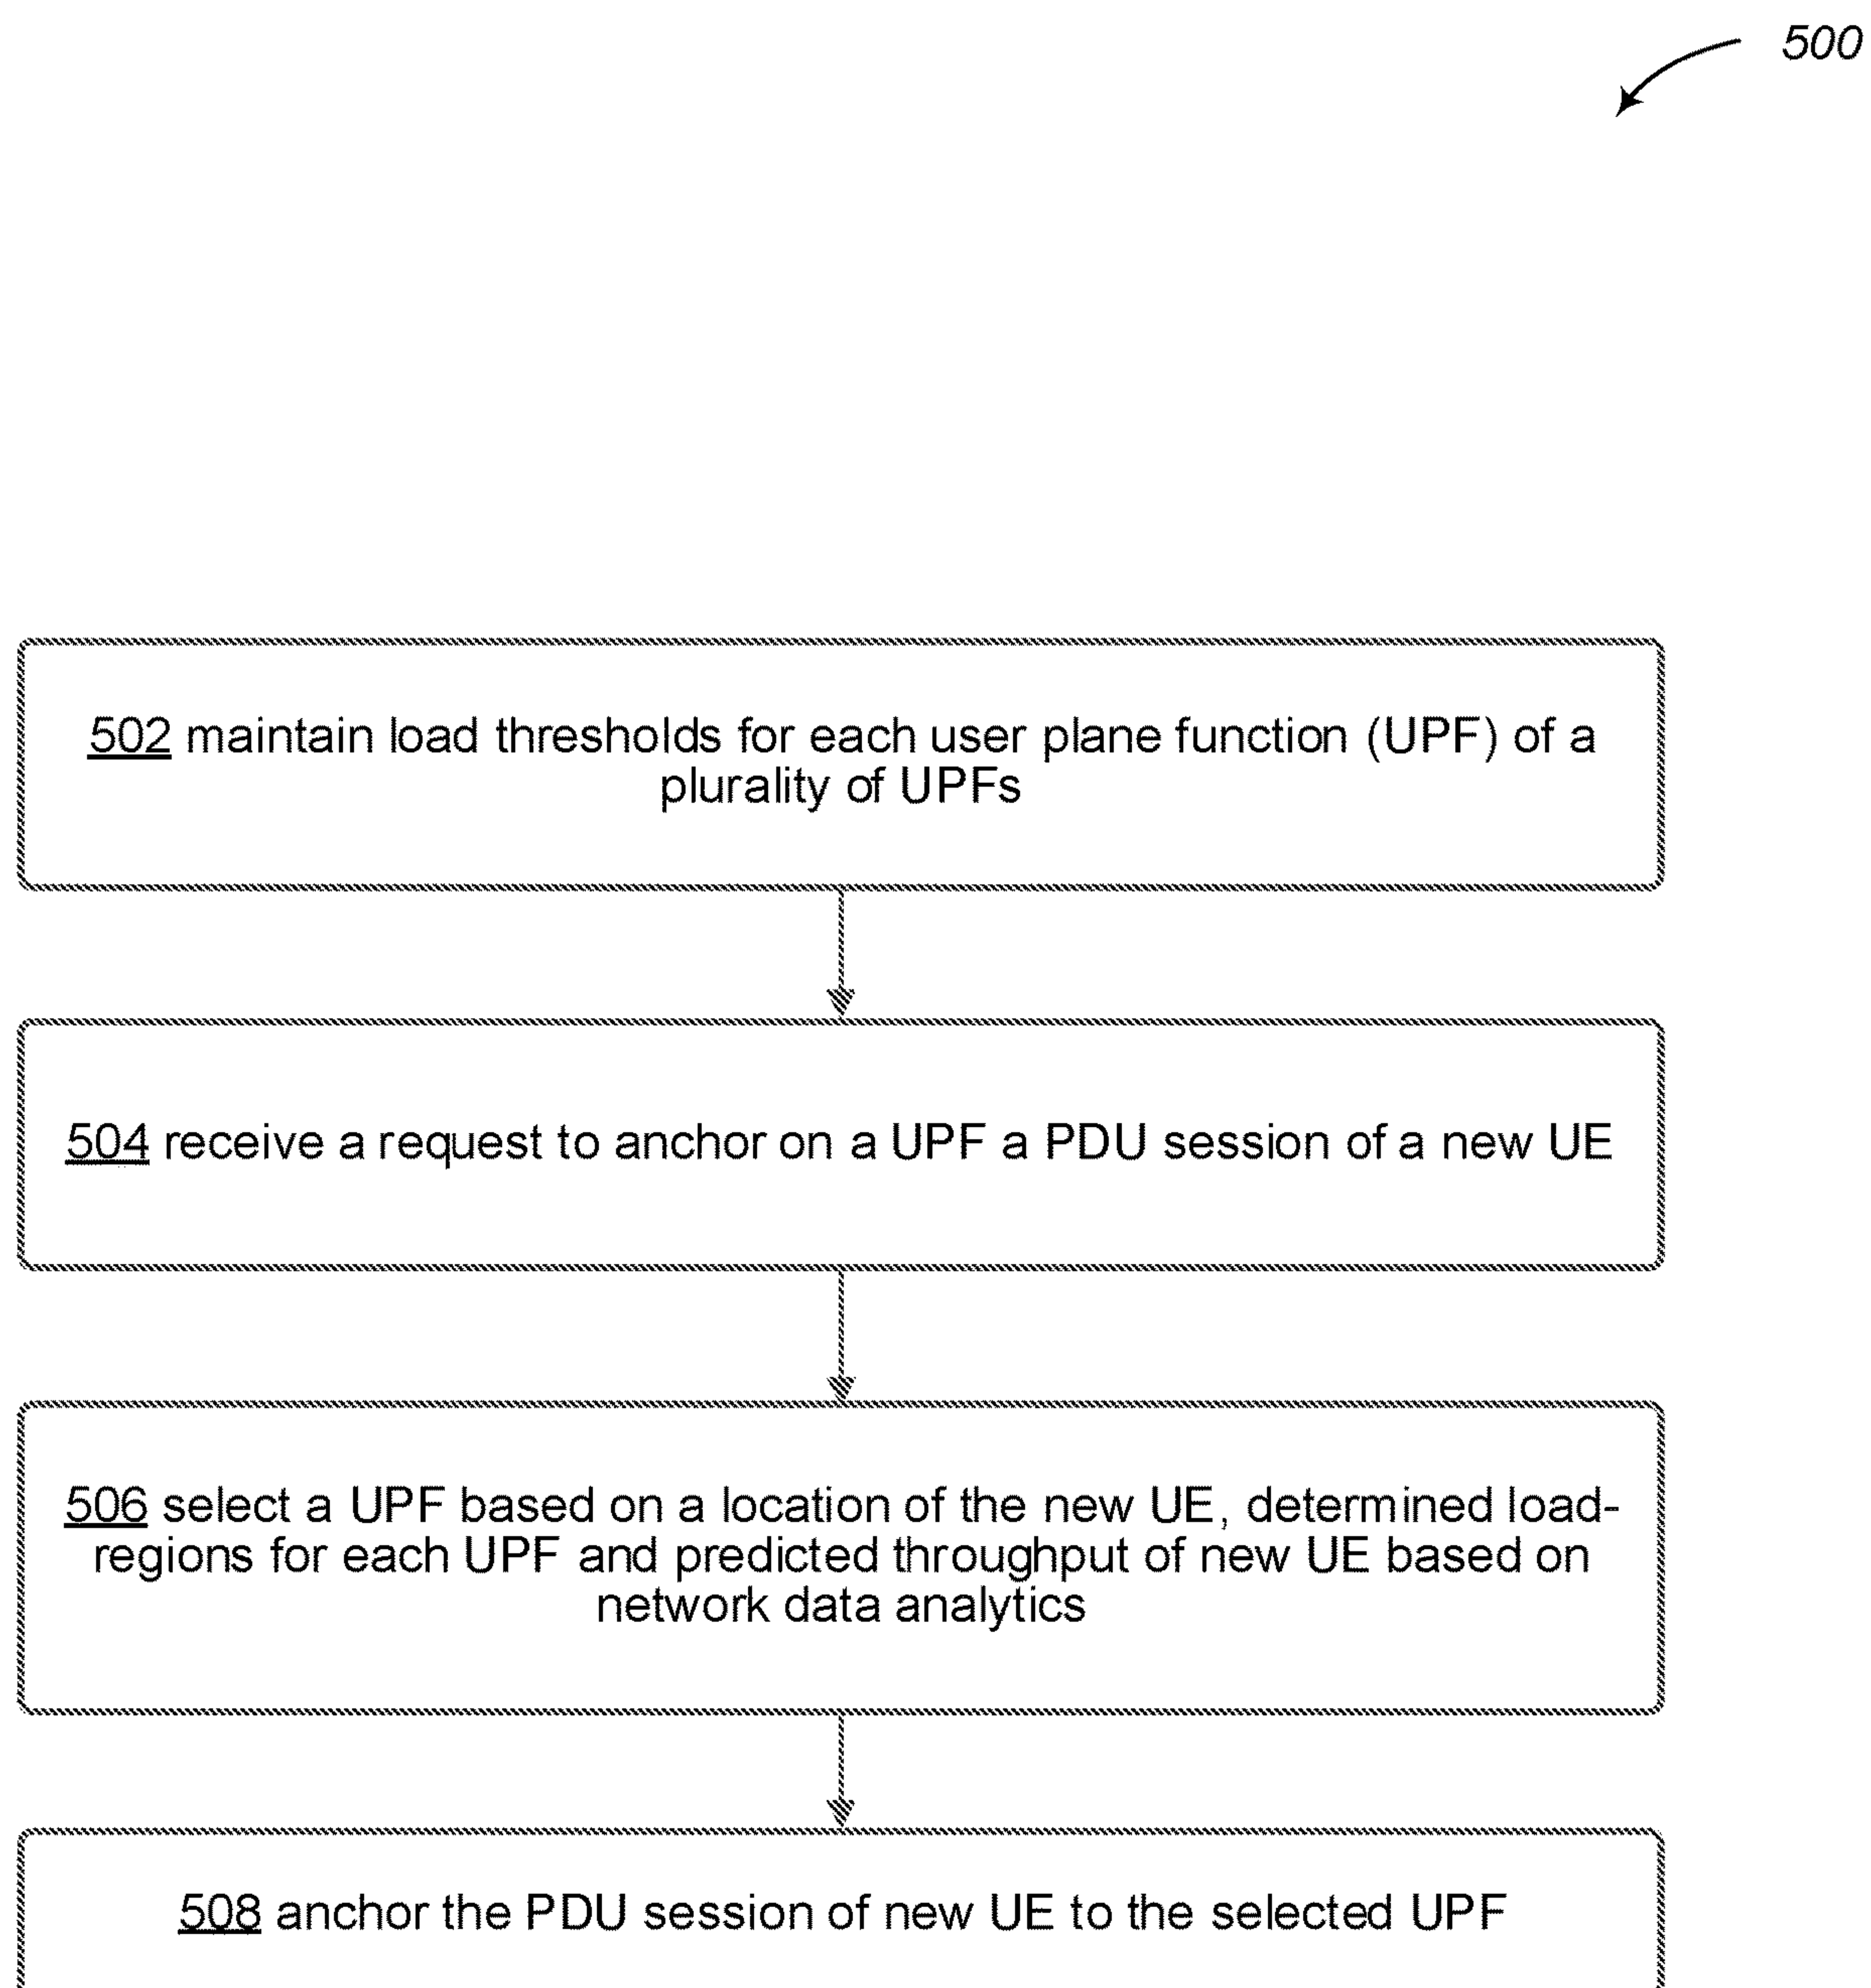 500
502 maintain load thresholds for each user plane function (UPF) of a
plurality of UPFs
504 receive a request to anchor on a UPF a PDU session of a new UE
506 select a UPF based on a location of the new UE, determined load-
regions for each UPF and predicted throughput of new UE based on
network data analytics
508 anchor the PDU session of new UE to the selected UPF